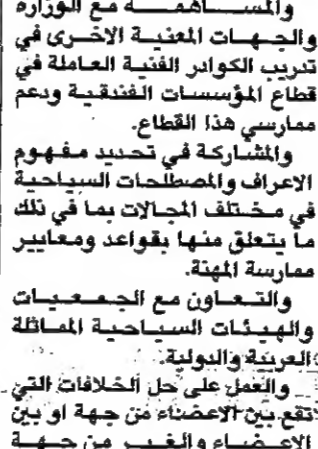 والمساهمة مع الوزارة
والجهات المعنية الاخرى في
تدريب الكوادر الفنية العاملة في
قطاع المؤسسات الفندقية ودعم
ممارسي هذا القطاع.
والمشاركة في تحديد مفهوم
الاعراف والمصطلحات السياحية
في مختلف المجالات بما في ذلك
ما يتعلق منها بقواعد ومعايير
ممارسة المهنة.
والتعاون مع الجمعيات
والهيئات السياحية المماثلة
العربية والدولية.
والعمل على حل الخلافات التي
تقع بين الاعضاء من جهة او بين
الاعضاء والغير من جهة